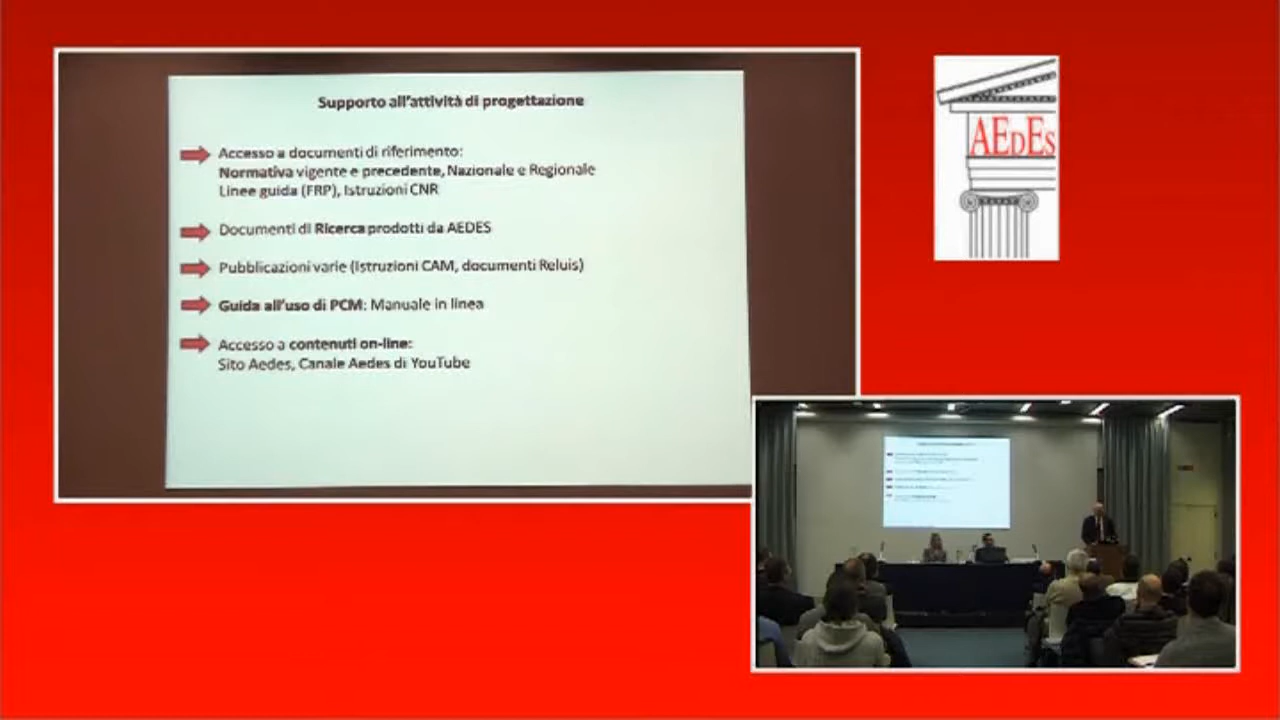 Supporto all'attività di progettazione
Accesso a documenti di riferimento:
Normativa vigente e precedente, Nazionale e Regionale
Linee guida (FRP), Istruzioni CNR
Documenti di Ricerca prodotti da AEDES
Pubblicazioni varie (Istruzioni CAM, documenti Reluis)
Guida all'uso di PCM: Manuale in linea
Accesso a contenuti on-line:
Sito Aedes, Canale Aedes di YouTube
AEDES